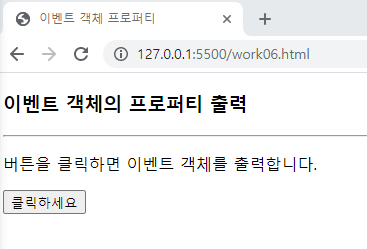 이벤트 객체 프로퍼티
127.0.0.1:5500/work06.html
이벤트 객체의 프로퍼티 출력
버튼을 클릭하면 이벤트 객체를 출력합니다.
클릭하세요